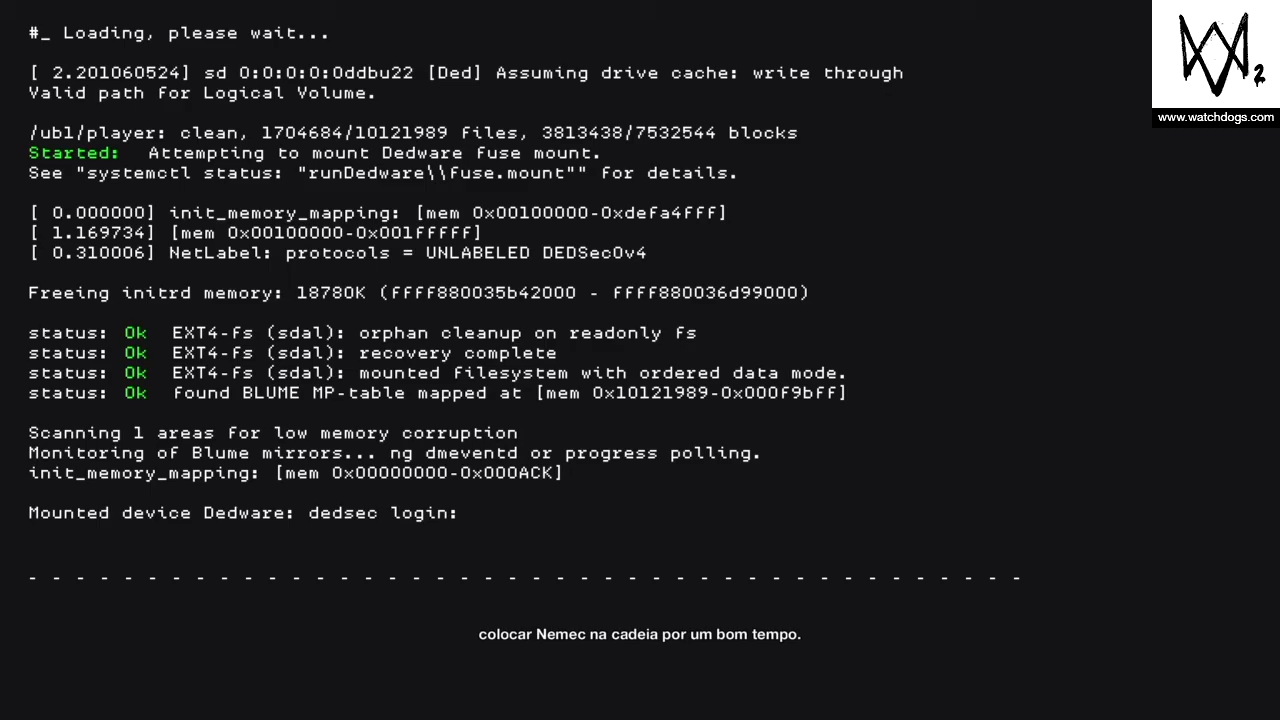 #_ Loading, please wait...
2
www.watchdogs.com
[ 2.201060524] sd 0:0:0:0:0ddbu22 [Ded] Assuming drive cache: write through
Valid path for Logical Volume.
/ubl/player: clean, 1704684/10121989 files, 3813438/7532544 blocks
Started: Attempting to mount Dedware fuse mount.
See "systemctl status: "runDedware\\fuse.mount"" for details.
[ 0.000000] init_memory_mapping: [mem 0x00100000-0xdefa4fff]
[ 1.169734] [mem 0x00100000-0x001fffff]
[ 0.310006] NetLabel: protocols = UNLABELED DEDSecOv4
Freeing initrd memory: 18780K (ffff880035b42000 - ffff880036d99000)
status: Ok EXT4-fs (sdal): orphan cleanup on readonly fs
status: Ok EXT4-fs (sdal): recovery complete
status: Ok EXT4-fs (sdal): mounted filesystem with ordered data mode.
status: Ok found BLUME MP-table mapped at [mem 0x10121989-0x000f9bff]
Scanning 1 areas for low memory corruption
Monitoring of Blume mirrors... ng dmeventd or progress polling.
init_memory_mapping: [mem 0x00000000-0x000ACK]
Mounted device Dedware: dedsec login:
- - - - - - - - - - - - - - - - - - - - - - - - - - - - - - - - - - - - - - - - - -
colocar Nemec na cadeia por um bom tempo.